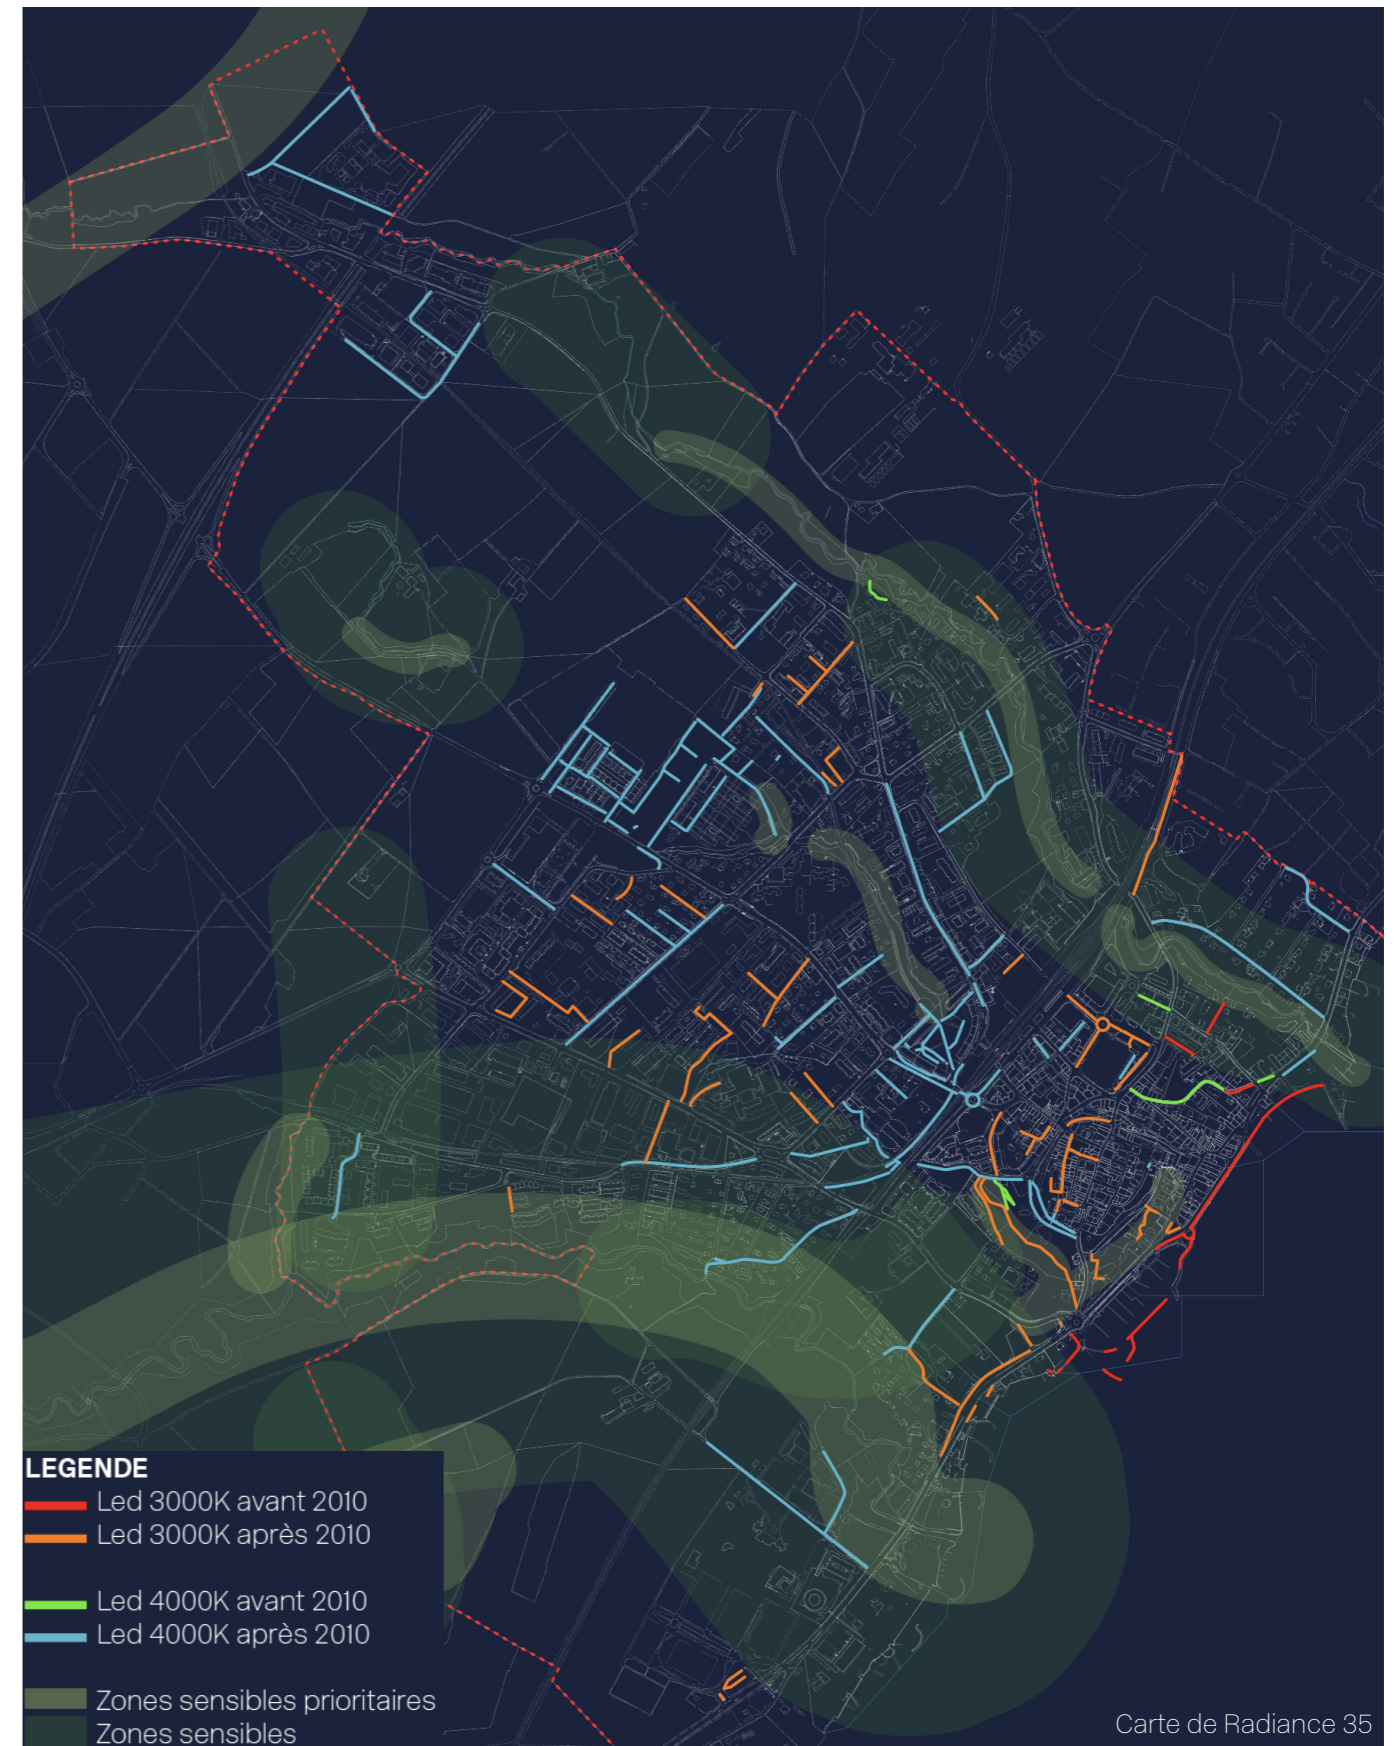 LEGENDE
Led 3000K avant 2010
Led 3000K après 2010
Led 4000K avant 2010
Led 4000K après 2010
Zones sensibles prioritaires
Zones sensibles
Carte de Radiance 35